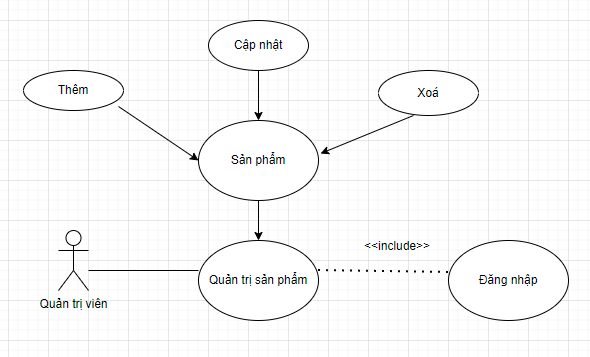 Cập nhật
Thêm
Xoá
Sản phẩm
<<include>>
Quản trị sản phẩm
Đăng nhập
Quản trị viên